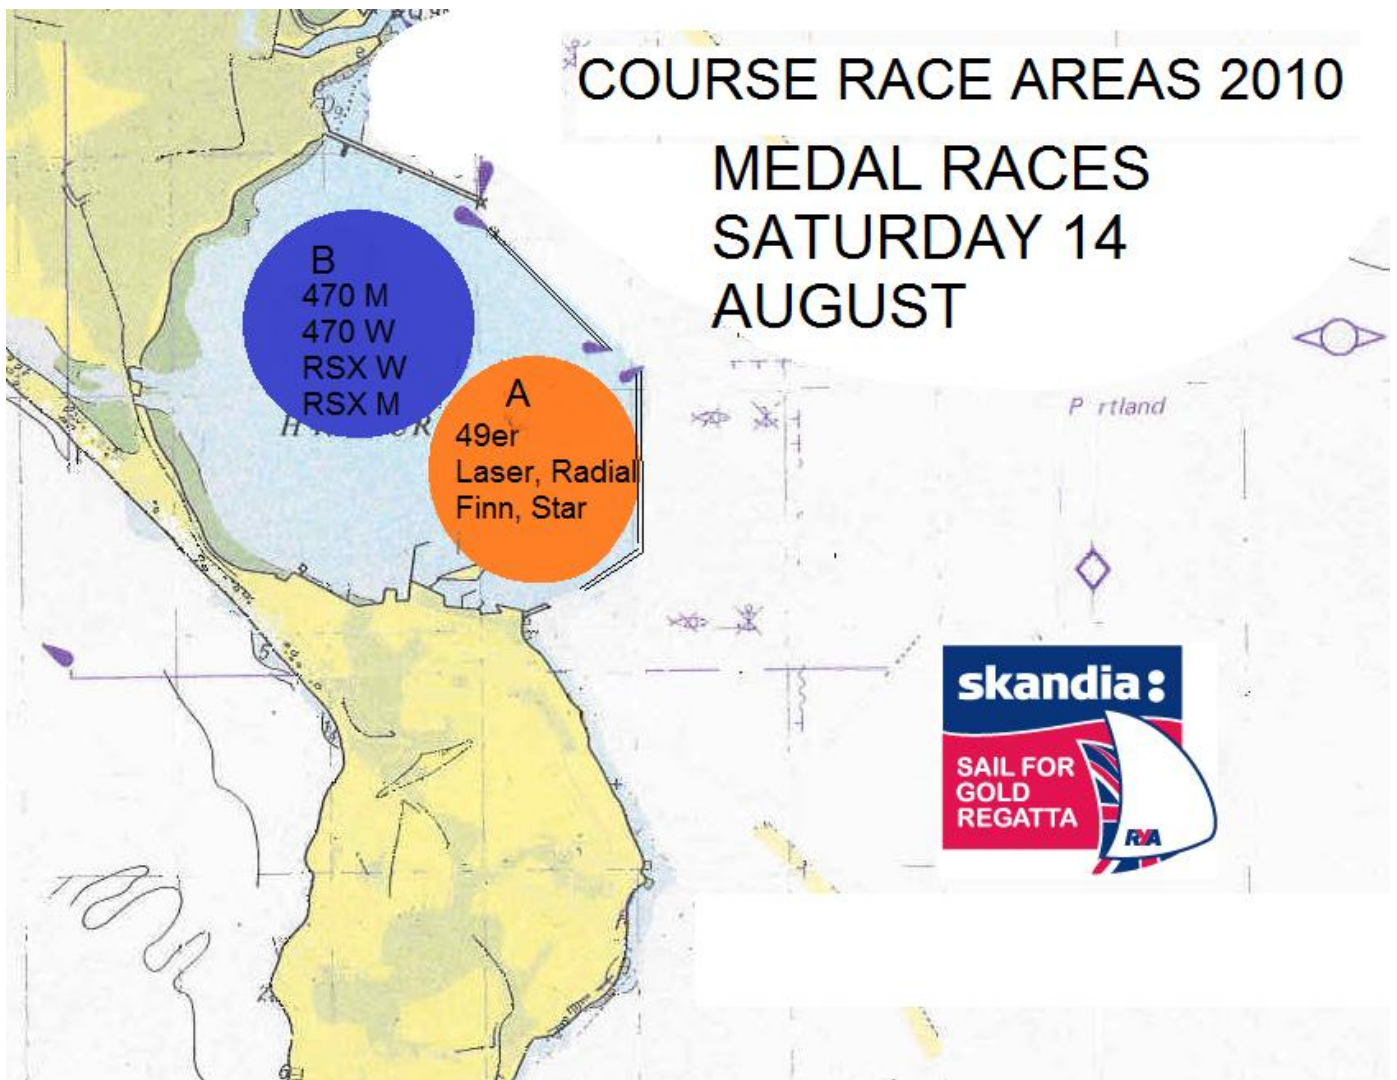 COURSE RACE AREAS 2010
MEDAL RACES
SATURDAY 14
AUGUST
B
470 M
470 W
RSX W
RSX M
A
49er
Laser, Radial
Finn, Star
P rtland
skandia:
SAIL FOR
GOLD
REGATTA
RYA